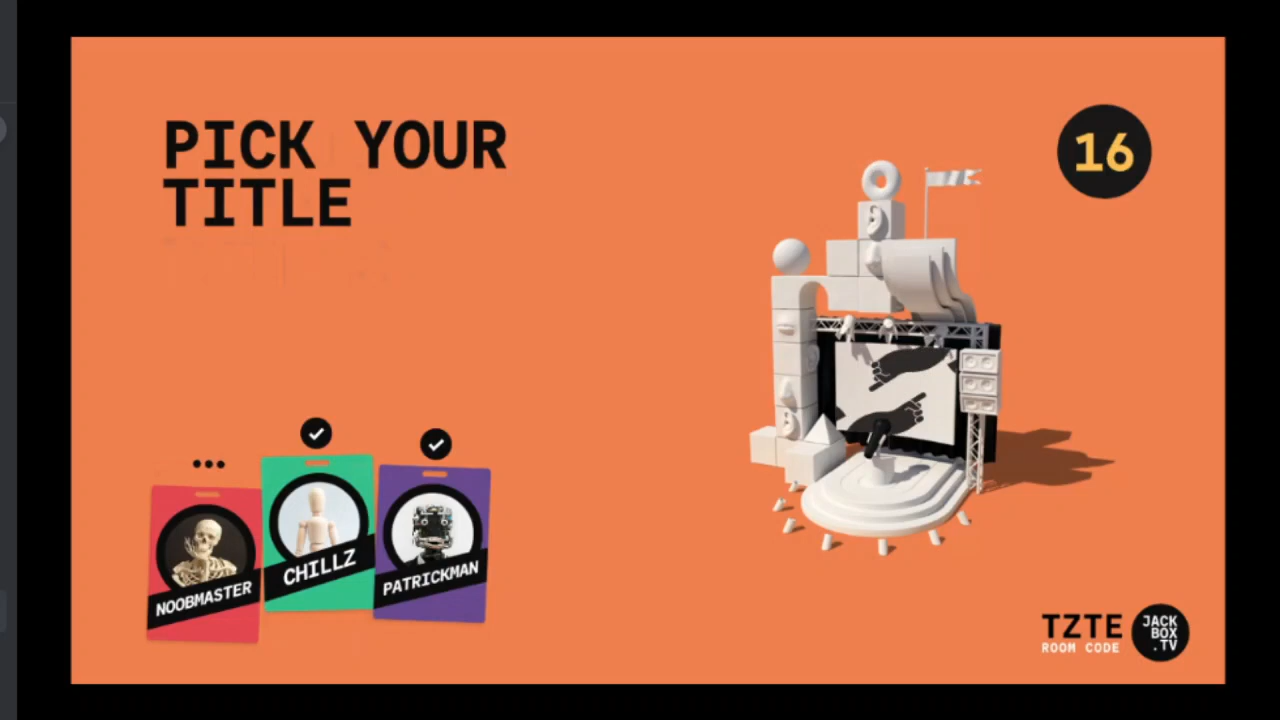 PICK YOUR
TITLE
16
NOOBMASTER
CHILLZ
PATRICKMAN
TZTE
ROOM CODE
JACK
BOX
.TV